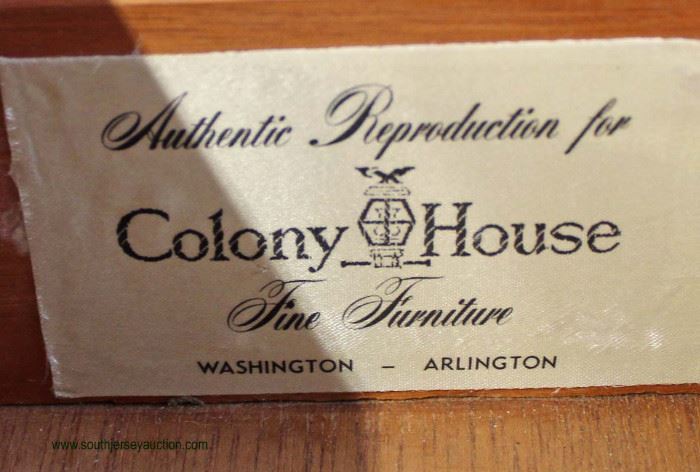 Authentic Reproduction for
Colony House
Fine Furniture
WASHINGTON – ARLINGTON
www.southjerseyauction.com